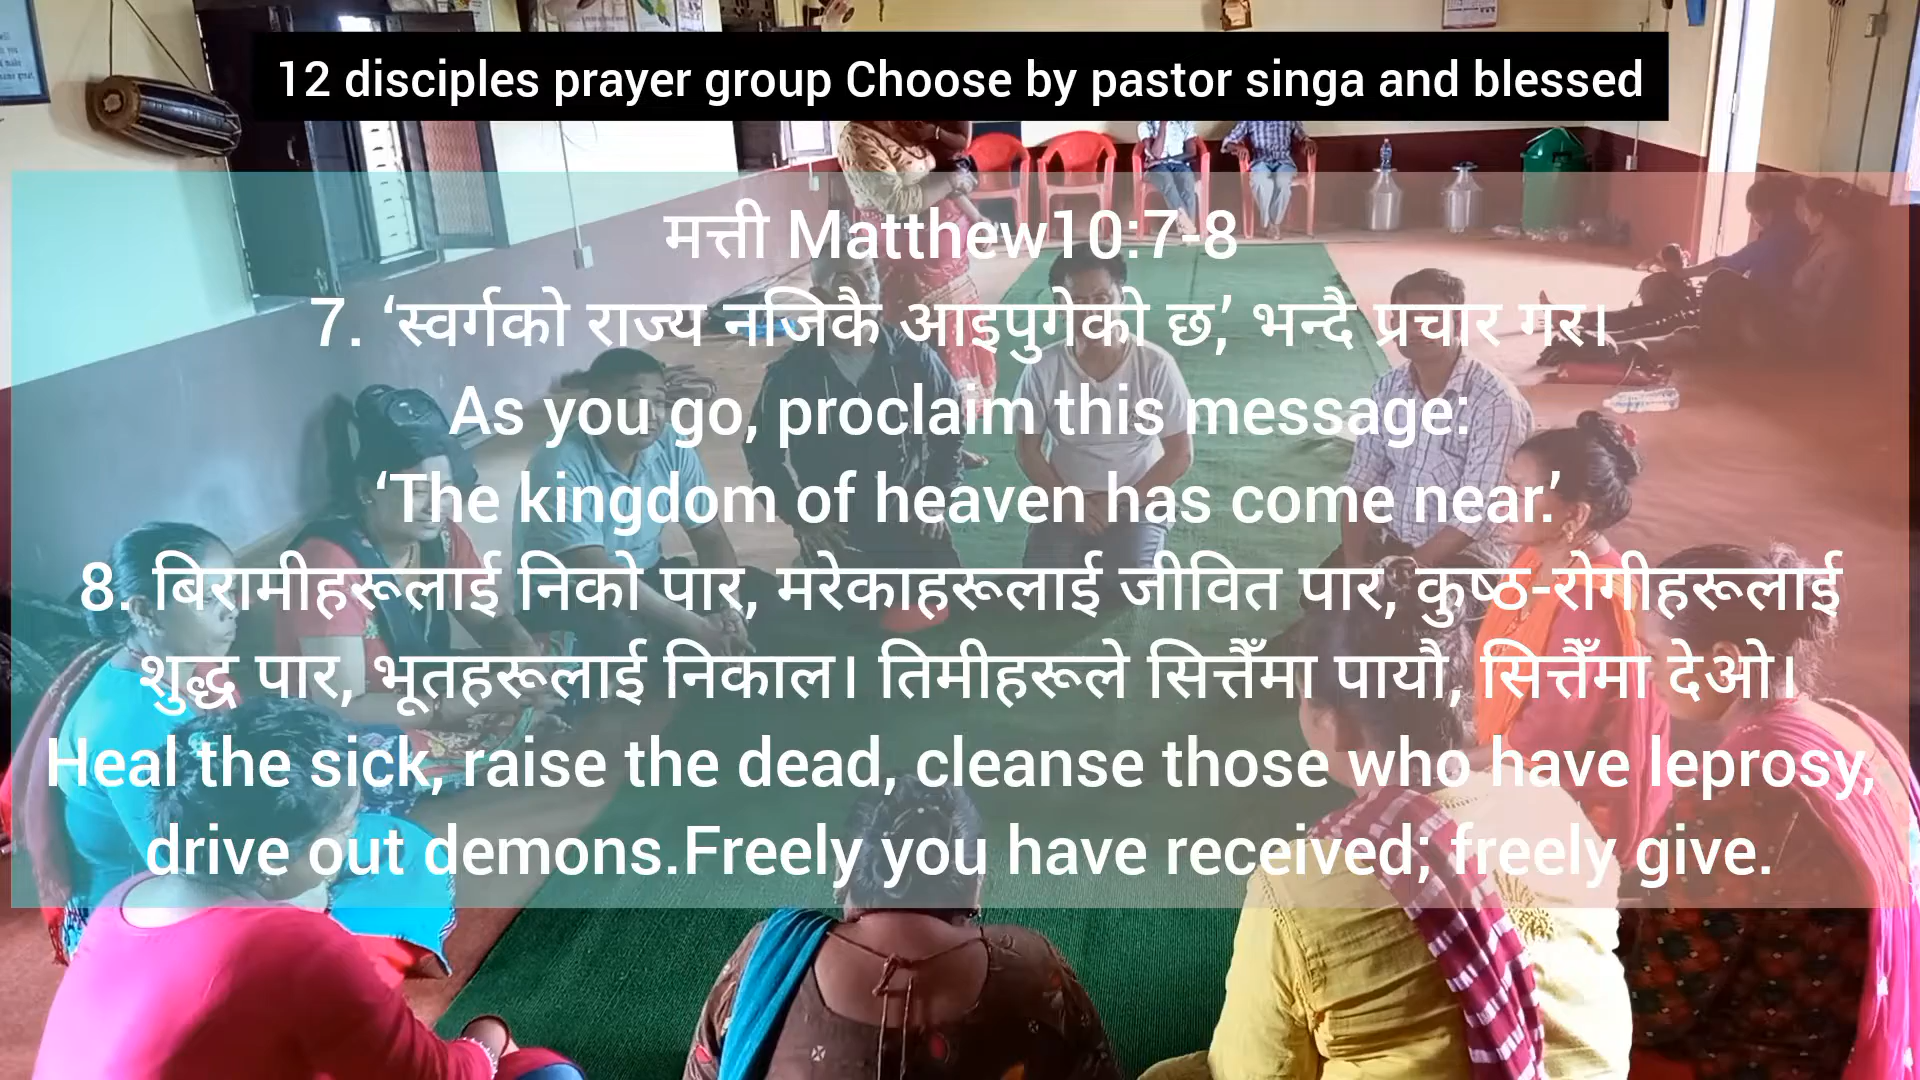 12 disciples prayer group Choose by pastor singa and blessed
मत्ती Matthew10:7-8
7. ‘स्वर्गको राज्य नजिकै आइपुगेको छ,’ भन्दै प्रचार गर।
As you go, proclaim this message:
‘The kingdom of heaven has come near.’
8. बिरामीहरूलाई निको पार, मरेकाहरूलाई जीवित पार, कुष्ठ-रोगीहरूलाई
शुद्ध पार, भूतहरूलाई निकाल। तिमीहरूले सित्तैँमा पायौ, सित्तैँमा देओ।
Heal the sick, raise the dead, cleanse those who have leprosy,
drive out demons.Freely you have received; freely give.